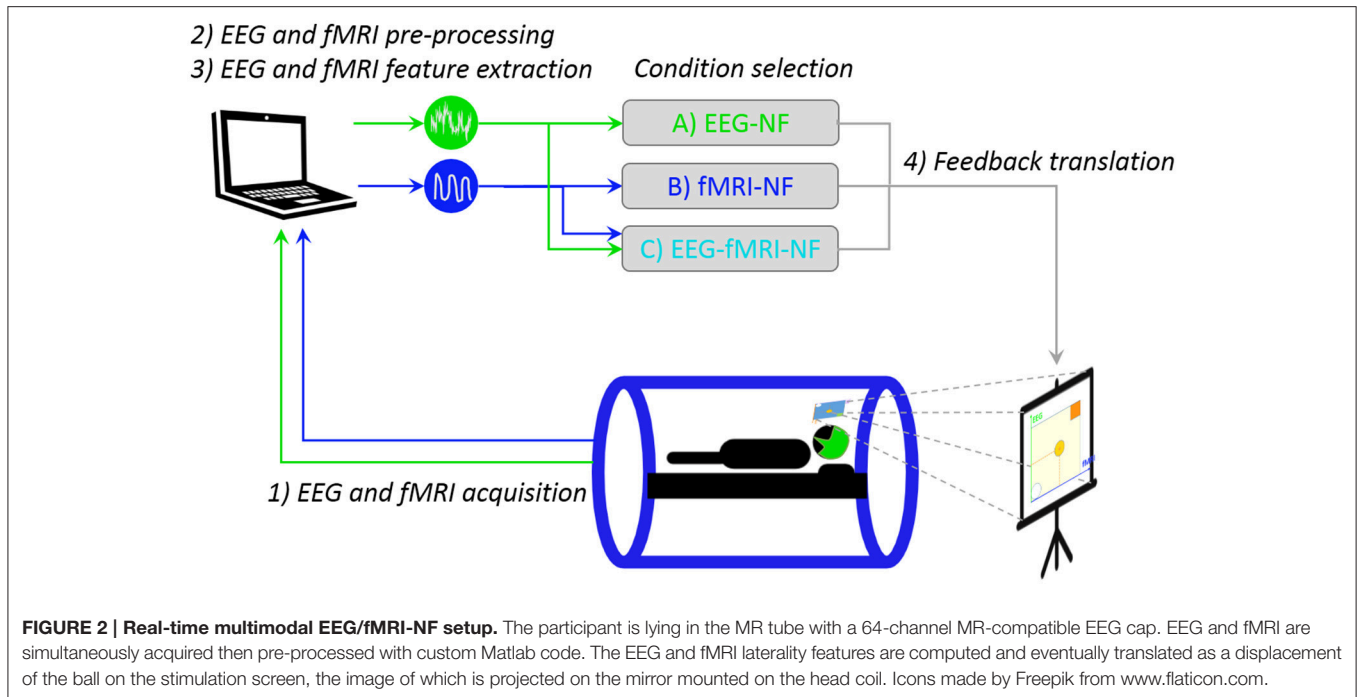 2) EEG and fMRI pre-processing
3) EEG and fMRI feature extraction
Condition selection
A) EEG-NF
B) fMRI-NF
C) EEG-fMRI-NF
4) Feedback translation
1) EEG and fMRI acquisition
EEG
fMRI
FIGURE 2 | Real-time multimodal EEG/fMRI-NF setup. The participant is lying in the MR tube with a 64-channel MR-compatible EEG cap. EEG and fMRI are
simultaneously acquired then pre-processed with custom Matlab code. The EEG and fMRI laterality features are computed and eventually translated as a displacement
of the ball on the stimulation screen, the image of which is projected on the mirror mounted on the head coil. Icons made by Freepik from www.flaticon.com.